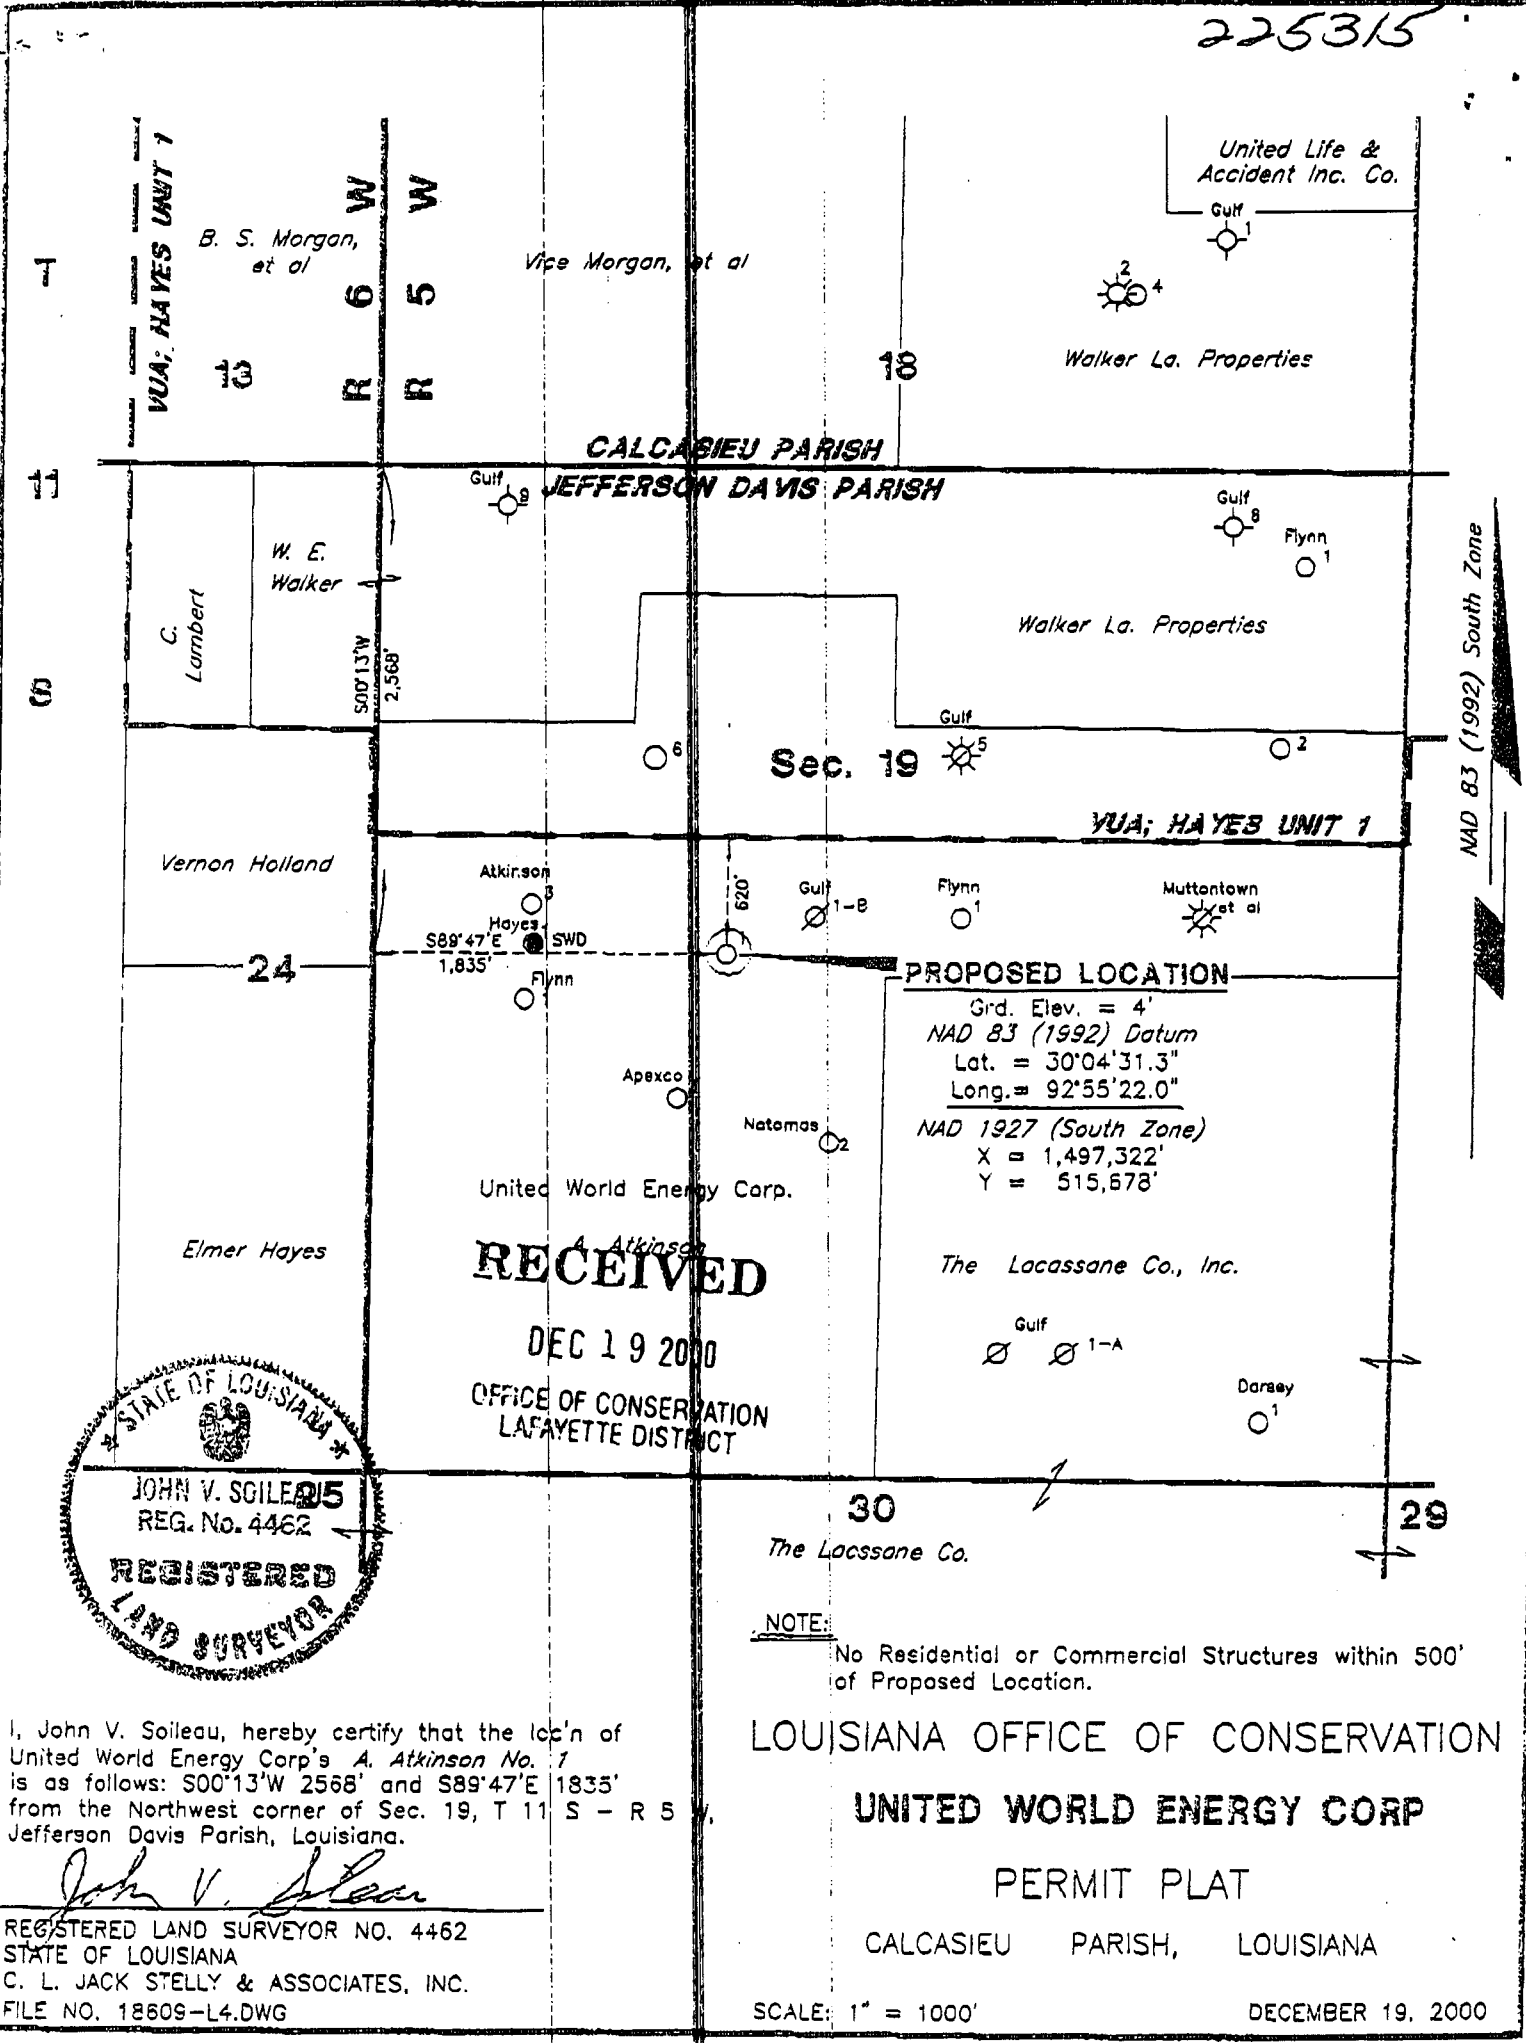 225315
VUA; HAYES UNIT 1
B. S. Morgan,
et al
R 6 W
R 5 W
Vice Morgan, et al
United Life &
Accident Inc. Co.
Gulf
1
2
4
Walker La. Properties
T
13
18
CALCASIEU PARISH
JEFFERSON DAVIS PARISH
11
Gulf
9
Gulf
8
Flynn
1
W. E.
Walker
C.
Lambert
S
S00°13'W
2,568'
Walker La. Properties
NAD 83 (1992) South Zone
Gulf
5
6
Sec. 19
2
VUA; HAYES UNIT 1
Vernon Holland
Atkinson
3
Hayes
SWD
S89°47'E
1,835'
Flynn
620'
Gulf
1-B
Flynn
1
Muttontown
et al
24
PROPOSED LOCATION
Grd. Elev. = 4'
NAD 83 (1992) Datum
Lat. = 30°04'31.3"
Long.= 92°55'22.0"
NAD 1927 (South Zone)
X = 1,497,322'
Y = 515,678'
Apexco
Natomas
2
United World Energy Corp.
A. Atkinson
Elmer Hayes
RECEIVED
DEC 19 2000
OFFICE OF CONSERVATION
LAFAYETTE DISTRICT
The Lacassane Co., Inc.
Gulf
1-A
Dorsey
1
STATE OF LOUISIANA
JOHN V. SOILEAU
REG. No. 4462
REGISTERED
LAND SURVEYOR
25
30
29
The Lacssane Co.
NOTE:
No Residential or Commercial Structures within 500'
of Proposed Location.
I, John V. Soileau, hereby certify that the loc'n of
United World Energy Corp's A. Atkinson No. 1
is as follows: S00°13'W 2568' and S89°47'E 1835'
from the Northwest corner of Sec. 19, T 11 S - R 5 W,
Jefferson Davis Parish, Louisiana.
John V. Soileau
REGISTERED LAND SURVEYOR NO. 4462
STATE OF LOUISIANA
C. L. JACK STELLY & ASSOCIATES, INC.
FILE NO. 18609-L4.DWG
LOUISIANA OFFICE OF CONSERVATION
UNITED WORLD ENERGY CORP
PERMIT PLAT
CALCASIEU PARISH, LOUISIANA
SCALE: 1" = 1000'
DECEMBER 19, 2000